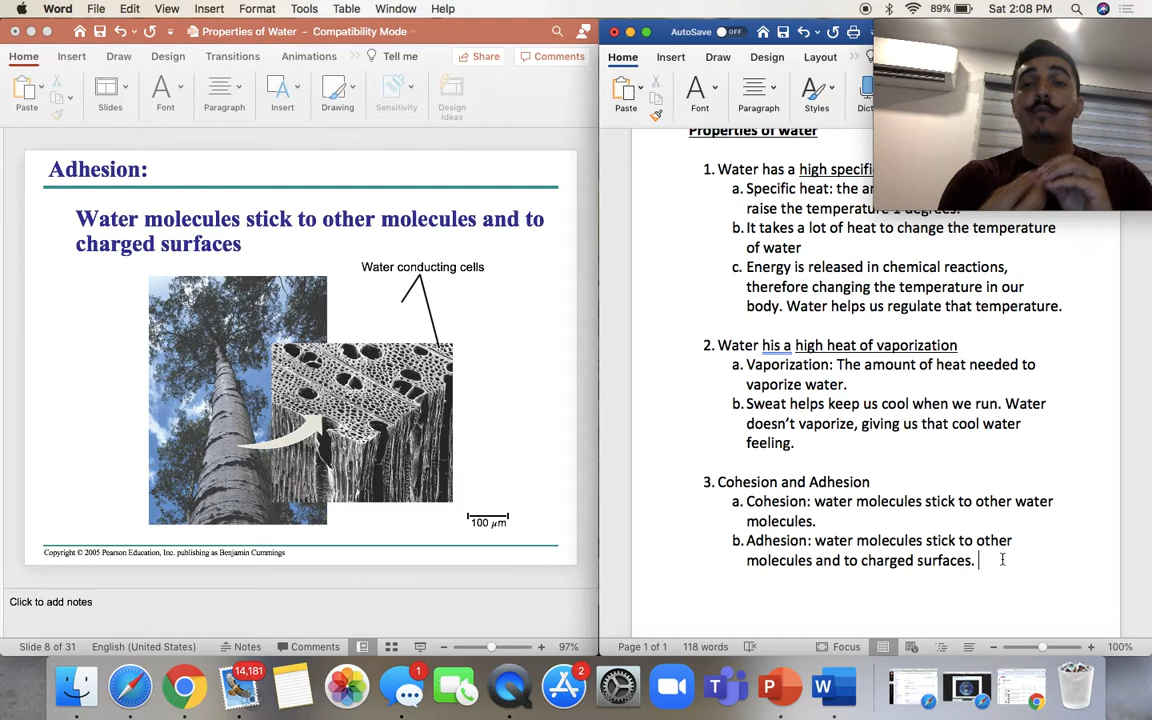 Word File Edit View Insert Format Tools Table Window Help 89% Sat 2:08 PM
Properties of Water - Compatibility Mode
AutoSave OFF
Home Insert Draw Design Transitions Animations Tell me Share Comments
Home Insert Draw Design Layout
Paste Slides Font Paragraph Insert Drawing Sensitivity Design
Ideas
Paste Font Paragraph Styles
Adhesion:
Water molecules stick to other molecules and to
charged surfaces
Water conducting cells
100 µm
Copyright © 2005 Pearson Education, Inc. publishing as Benjamin Cummings
Click to add notes
Slide 8 of 31 English (United States) Notes Comments 97%
Properties of water
1. Water has a high
a. Specific heat: the
raise the temperature 1 degrees.
b. It takes a lot of heat to change the temperature
of water
c. Energy is released in chemical reactions,
therefore changing the temperature in our
body. Water helps us regulate that temperature.
2. Water his a high heat of vaporization
a. Vaporization: The amount of heat needed to
vaporize water.
b. Sweat helps keep us cool when we run. Water
doesn't vaporize, giving us that cool water
feeling.
3. Cohesion and Adhesion
a. Cohesion: water molecules stick to other water
molecules.
b. Adhesion: water molecules stick to other
molecules and to charged surfaces.
Page 1 of 1 118 words Focus 100%
14,181 1 2